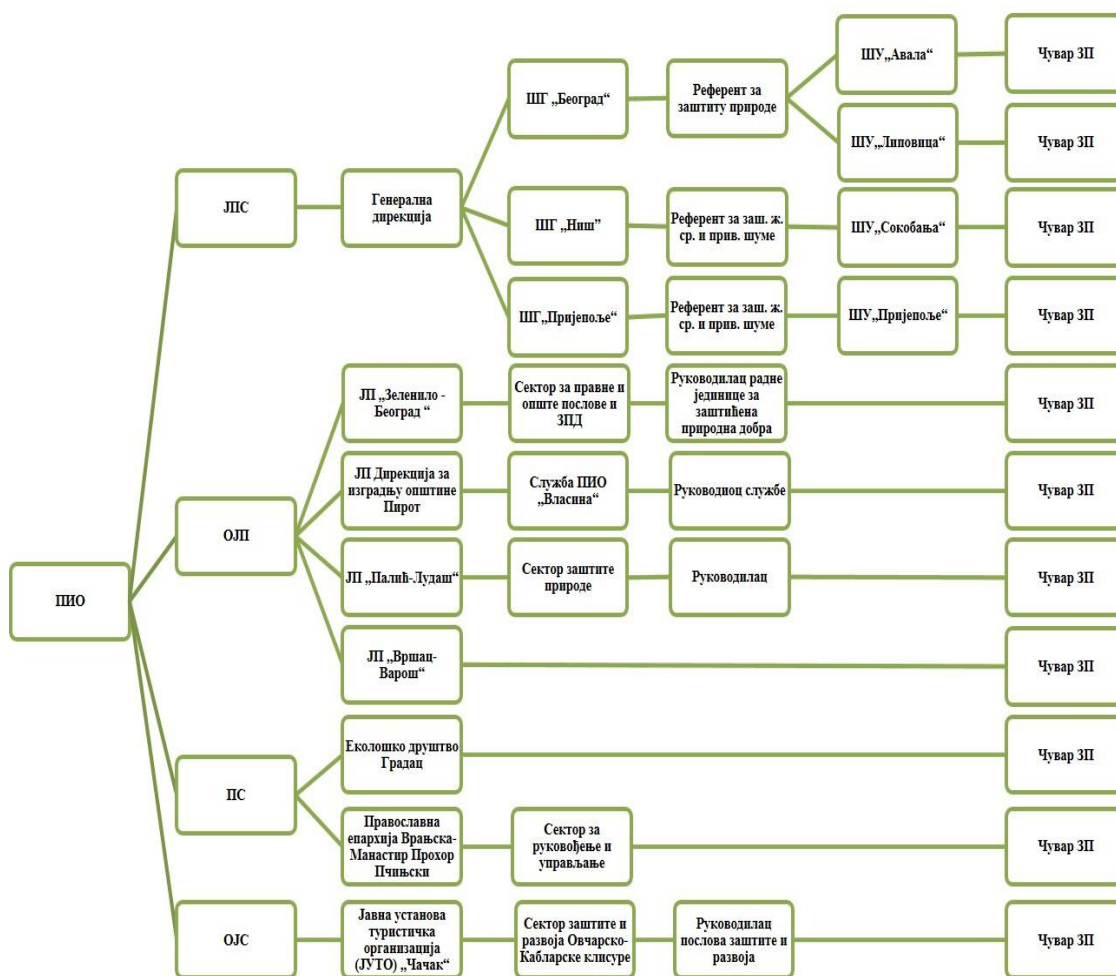 ПИО
ЈПС
Генерална
дирекција
ШГ „Београд“
Референт за
заштиту природе
ШУ„Авала“
Чувар ЗП
ШУ„Липовица“
Чувар ЗП
ШГ „Ниш”
Референт за заш. ж.
ср. и прив. шуме
ШУ„Сокобања“
Чувар ЗП
ШГ„Пријепоље“
Референт за заш. ж.
ср. и прив. шуме
ШУ„Пријепоље“
Чувар ЗП
ОЈП
ЈП „Зеленило -
Београд “
Сектор за правне и
опште послове и
ЗПД
Руководилац радне
јединице за
заштићена
природна добра
Чувар ЗП
ЈП Дирекција за
изградњу општине
Пирот
Служба ПИО
„Власина“
Руководиоц службе
Чувар ЗП
ЈП „Палић-Лудаш“
Сектор заштите
природе
Руководилац
Чувар ЗП
ЈП „Вршац-
Варош“
Чувар ЗП
ПС
Еколошко друштво
Градац
Чувар ЗП
Православна
епархија Врањска-
Манастир Прохор
Пчињски
Сектор за
руковођење и
управљање
Чувар ЗП
ОЈС
Јавна установа
туристичка
организација
(ЈУТО) „Чачак“
Сектор заштите и
развоја Овчарско-
Кабларске клисуре
Руководилац
послова заштите и
развоја
Чувар ЗП